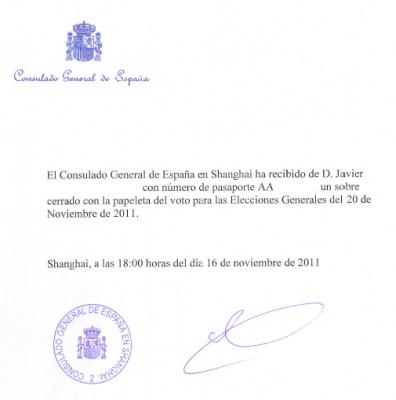 Consulado General de España
El Consulado General de España en Shanghai ha recibido de D. Javier
con número de pasaporte AA un sobre
cerrado con la papeleta del voto para las Elecciones Generales del 20 de
Noviembre de 2011.
Shanghai, a las 18:00 horas del día 16 de noviembre de 2011
CONSULADO GENERAL DE ESPAÑA EN SHANGHAI
2